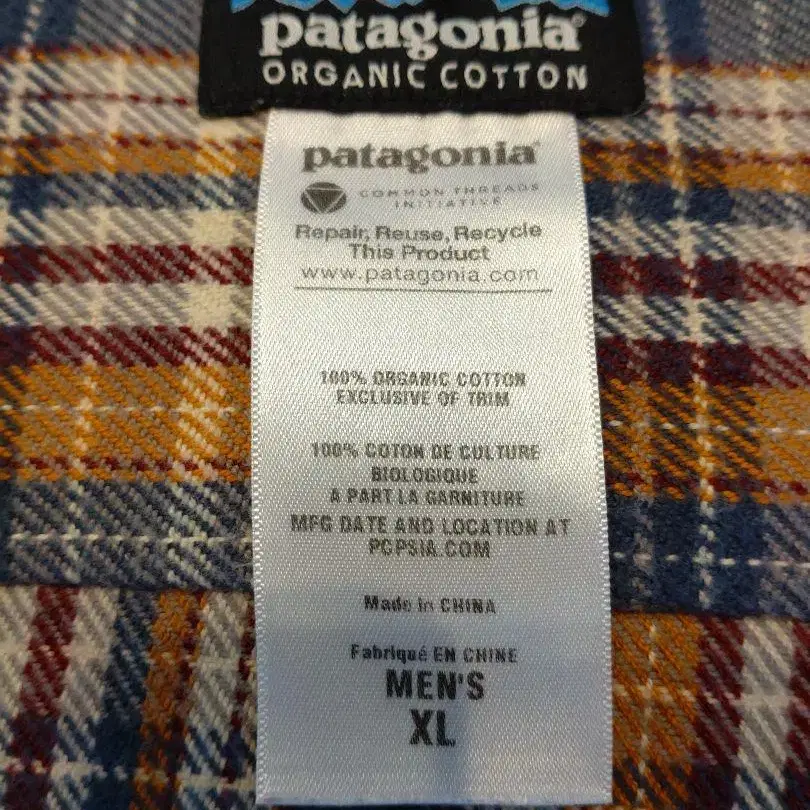 patagonia®
ORGANIC COTTON
patagonia®
COMMON THREADS
INITIATIVE
Repair, Reuse, Recycle
This Product
www.patagonia.com
100% ORGANIC COTTON
EXCLUSIVE OF TRIM
100% COTON DE CULTURE
BIOLOGIQUE
A PART LA GARNITURE
MFG DATE AND LOCATION AT
PCPSIA.COM
Made in CHINA
Fabriqué EN CHINE
MEN'S
XL